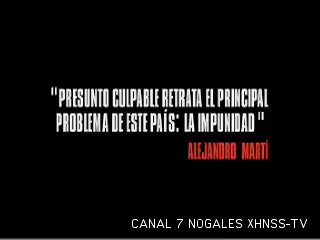 "PRESUNTO CULPABLE RETRATA EL PRINCIPAL
PROBLEMA DE ESTE PAÍS: LA IMPUNIDAD"
ALEJANDRO MARTÍ
CANAL 7 NOGALES XHNSS-TV